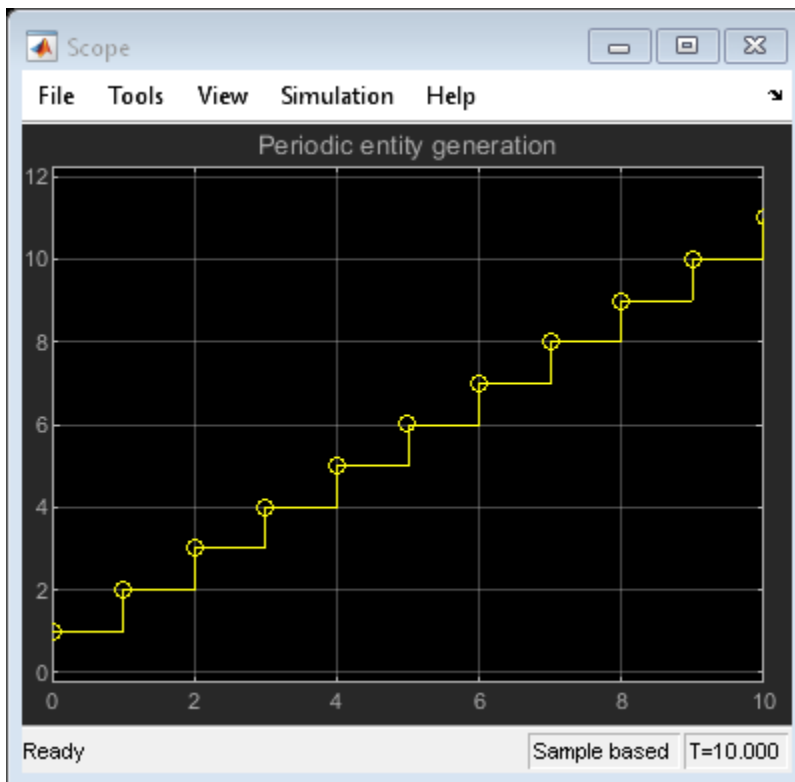 Scope
File Tools View Simulation Help
Periodic entity generation
12
10
8
6
4
2
0
0 2 4 6 8 10
Ready Sample based T=10.000